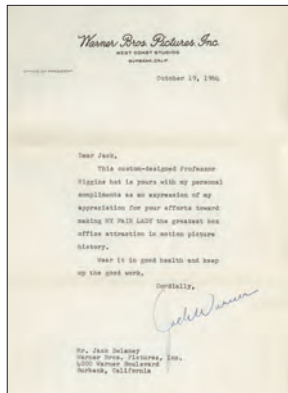 Warner Bros. Pictures, Inc.
WEST COAST STUDIOS
BURBANK, CALIF.
OFFICE OF PRESIDENT
October 19, 1964
Dear Jack,
This custom-designed Professor
Higgins hat is yours with my personal
compliments as an expression of my
appreciation for your efforts toward
making MY FAIR LADY the greatest box
office attraction in motion picture
history.
Wear it in good health and keep
up the good work.
Cordially,
Jack Warner
Mr. Jack Delaney
Warner Bros. Pictures, Inc.
4000 Warner Boulevard
Burbank, California